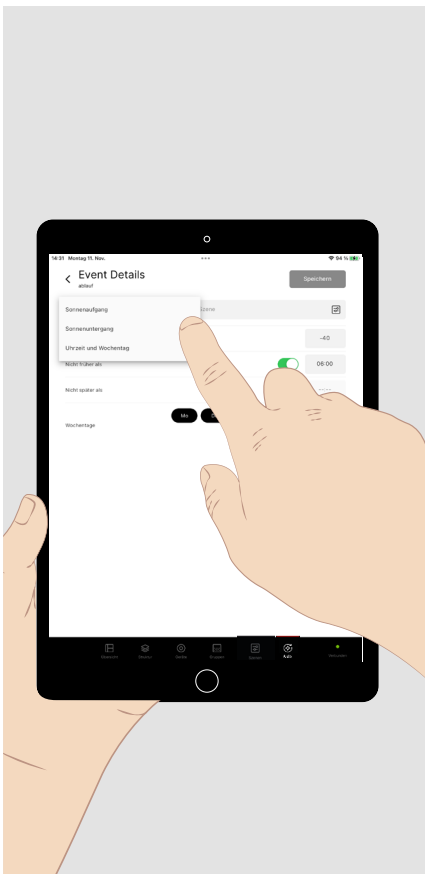 14:31 Montag 11. Nov.
94 %
Event Details
ablauf
Speichern
Sonnenaufgang
Szene
Sonnenuntergang
-40
Uhrzeit und Wochentag
Nicht früher als
06:00
Nicht später als
Mo
Wochentage